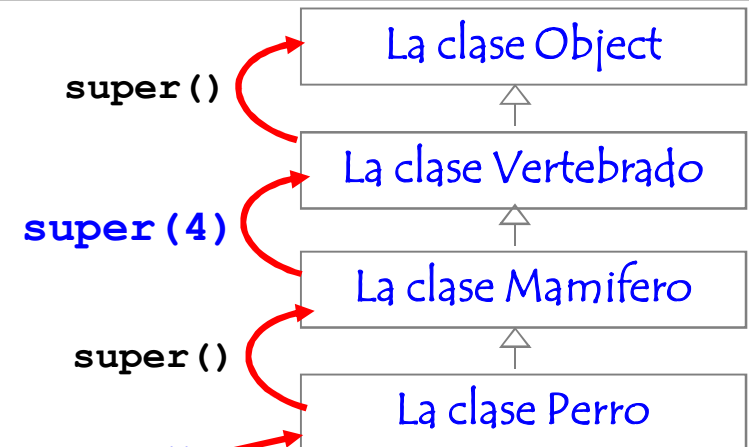 La clase Object
super()
La clase Vertebrado
super(4)
La clase Mamifero
super()
La clase Perro